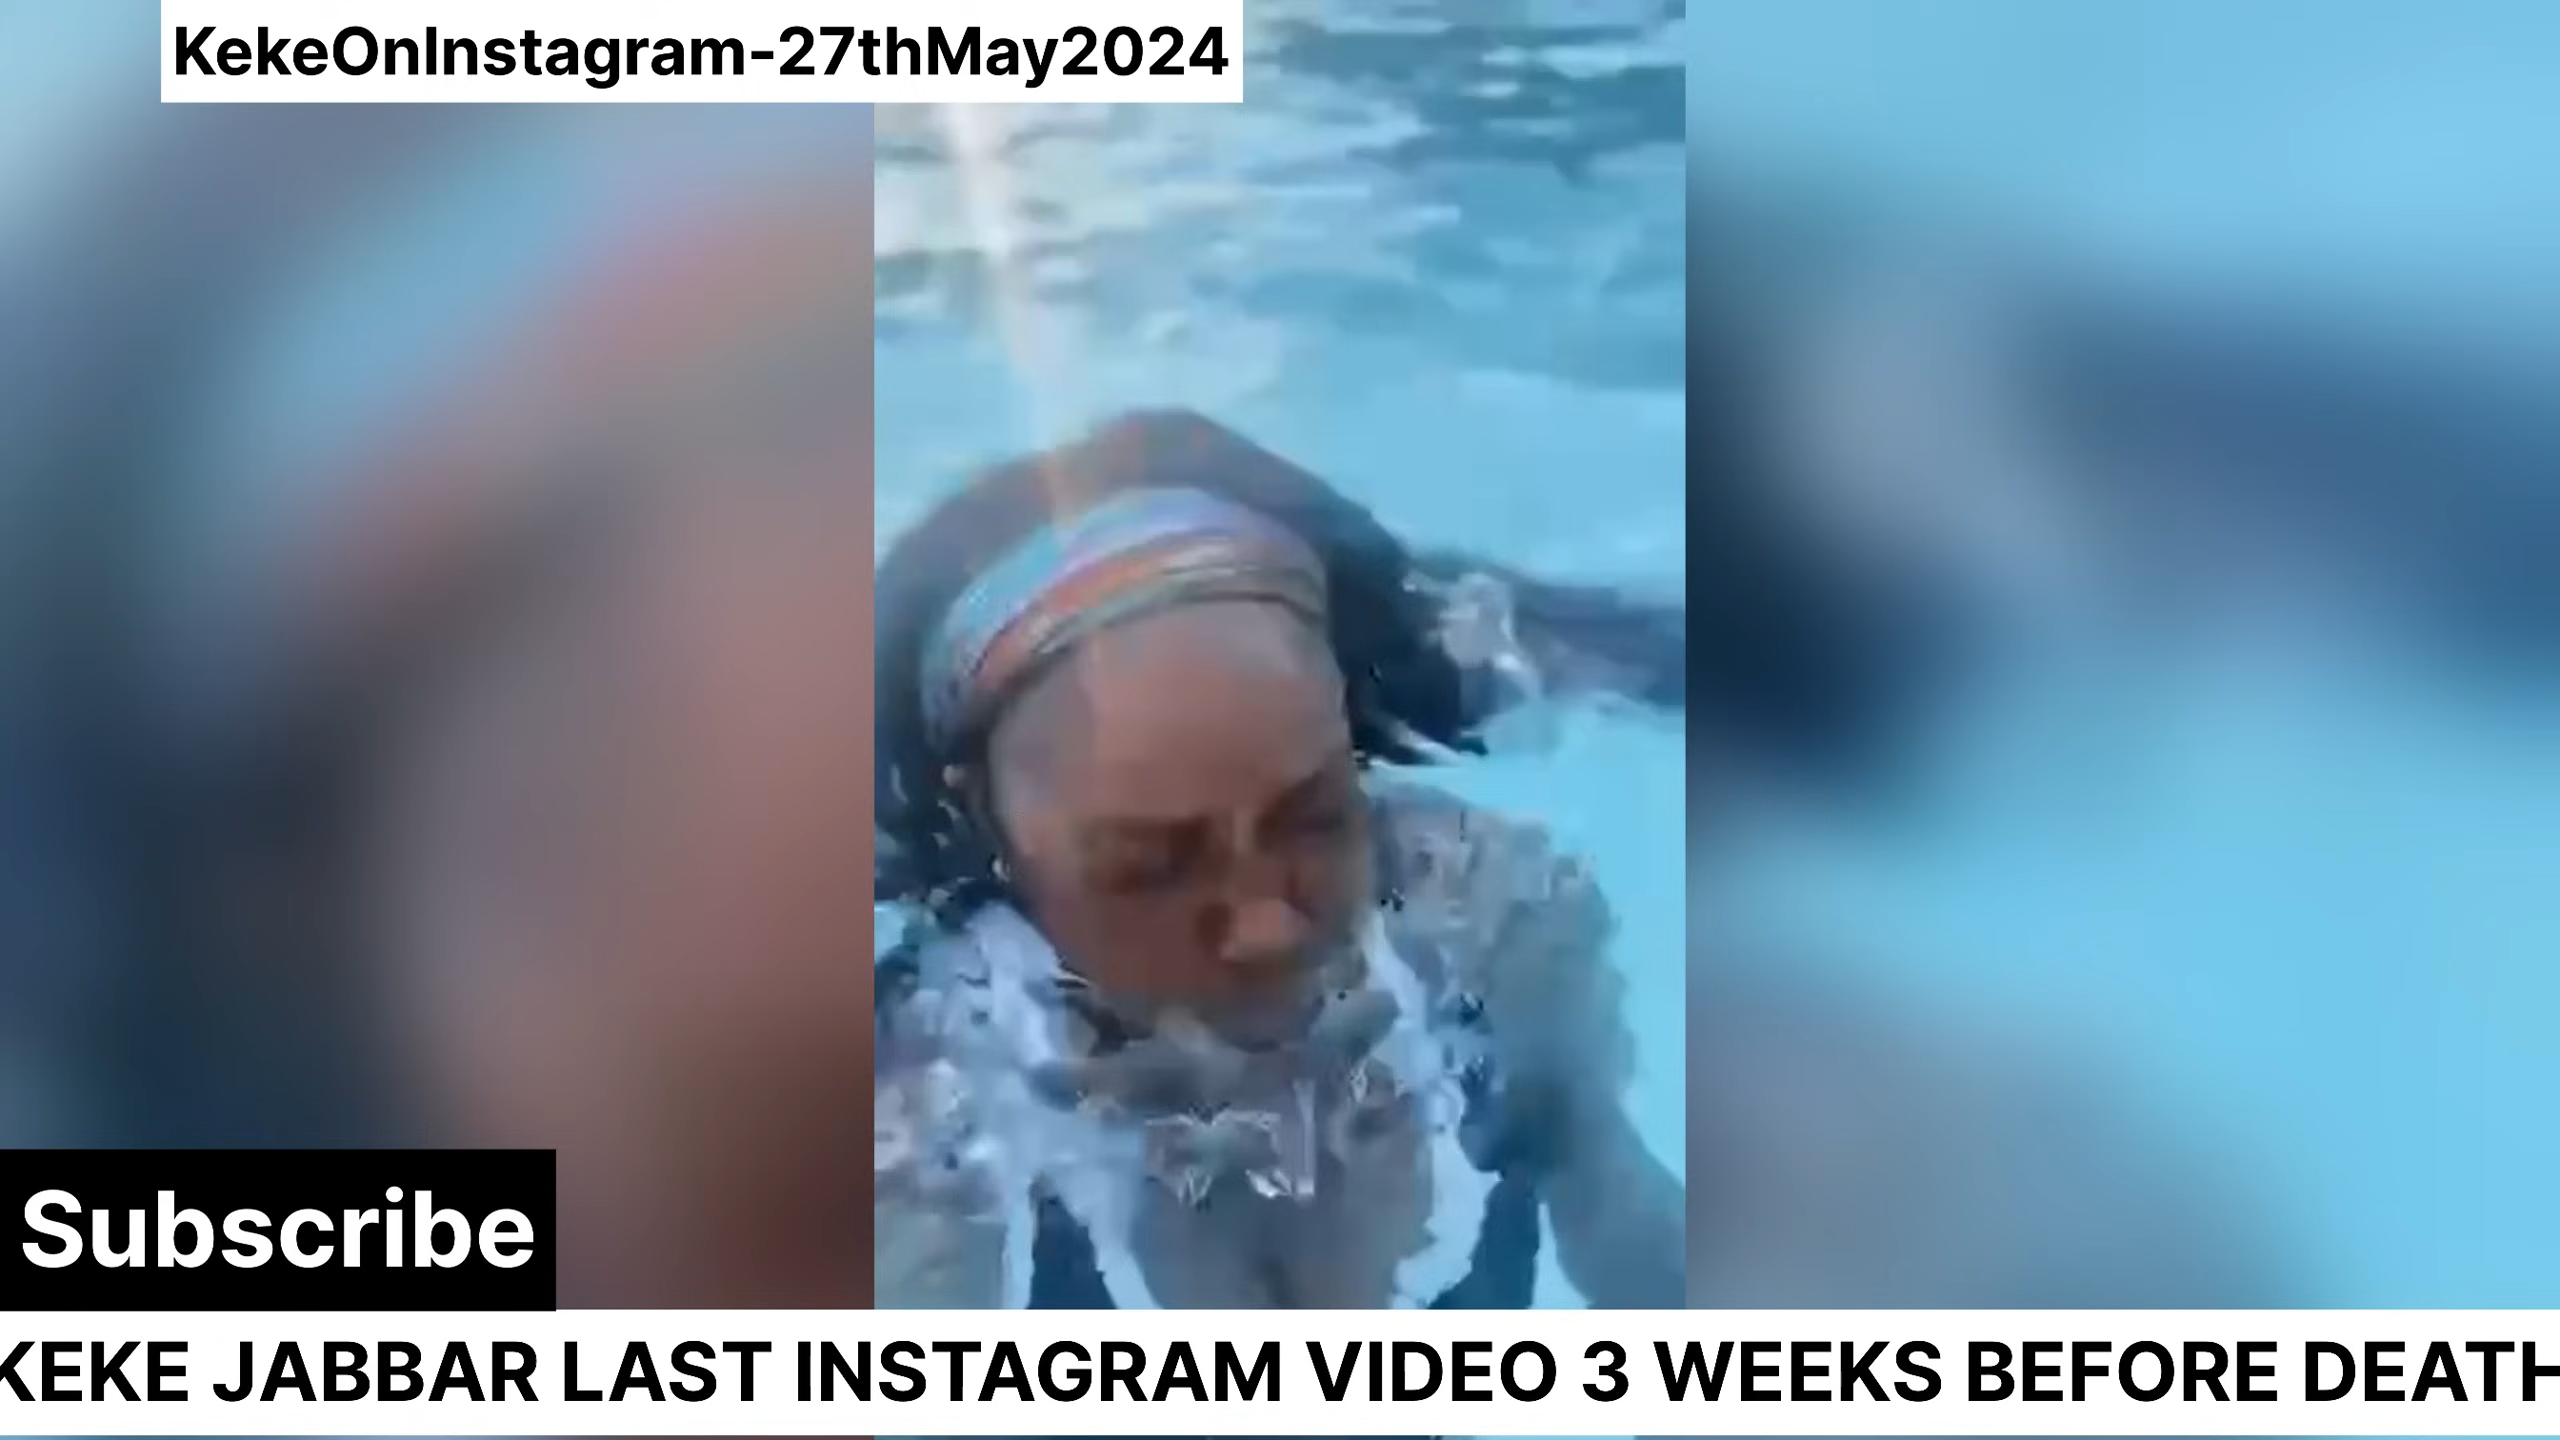 KekeOnInstagram-27thMay2024
Subscribe
KEKE JABBAR LAST INSTAGRAM VIDEO 3 WEEKS BEFORE DEATH